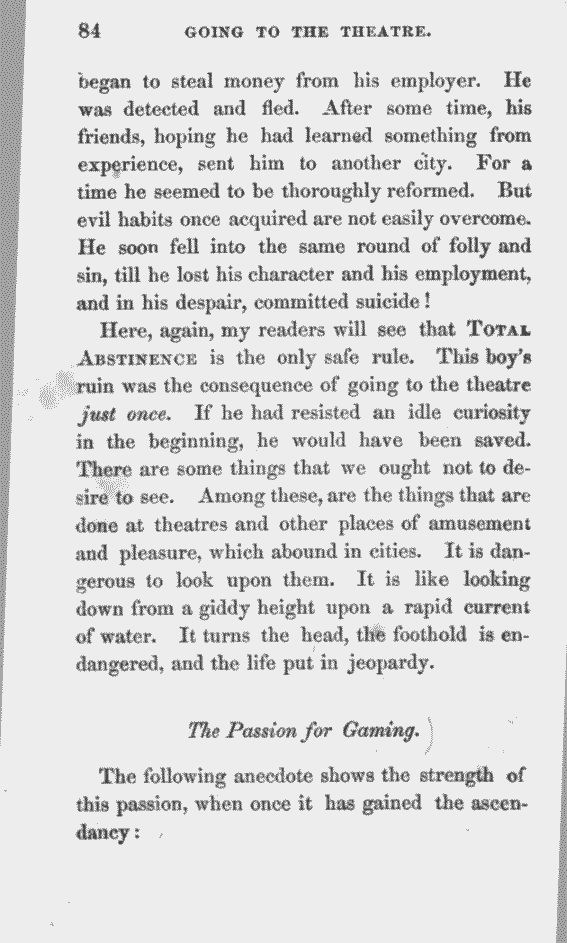 84 GOING TO THE THEATRE.
began to steal money from his employer. He
was detected and fled. After some time, his
friends, hoping he had learned something from
experience, sent him to another city. For a
time he seemed to be thoroughly reformed. But
evil habits once acquired are not easily overcome.
He soon fell into the same round of folly and
sin, till he lost his character and his employment,
and in his despair, committed suicide!
Here, again, my readers will see that TOTAL
ABSTINENCE is the only safe rule. This boy's
ruin was the consequence of going to the theatre
just once. If he had resisted an idle curiosity
in the beginning, he would have been saved.
There are some things that we ought not to de-
sire to see. Among these, are the things that are
done at theatres and other places of amusement
and pleasure, which abound in cities. It is dan-
gerous to look upon them. It is like looking
down from a giddy height upon a rapid current
of water. It turns the head, the foothold is en-
dangered, and the life put in jeopardy.
The Passion for Gaming.
The following anecdote shows the strength of
this passion, when once it has gained the ascen-
dancy: